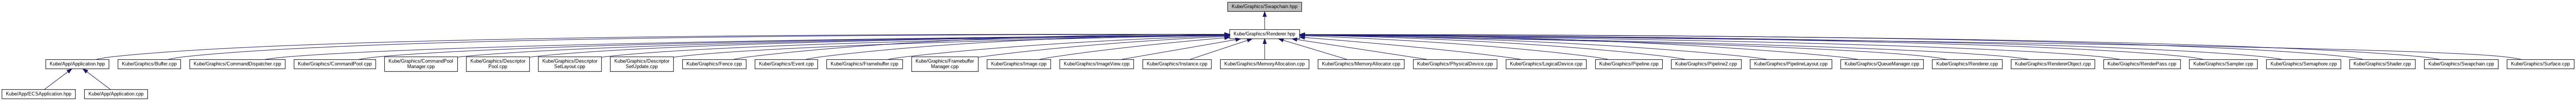 Kube/Graphics/Swapchain.hpp
Kube/Graphics/Renderer.hpp
Kube/App/Application.hpp
Kube/Graphics/Buffer.cpp
Kube/Graphics/CommandDispatcher.cpp
Kube/Graphics/CommandPool.cpp
Kube/Graphics/CommandPool
Manager.cpp
Kube/Graphics/Descriptor
Pool.cpp
Kube/Graphics/Descriptor
SetLayout.cpp
Kube/Graphics/Descriptor
SetUpdate.cpp
Kube/Graphics/Fence.cpp
Kube/Graphics/Event.cpp
Kube/Graphics/Framebuffer.cpp
Kube/Graphics/Framebuffer
Manager.cpp
Kube/Graphics/Image.cpp
Kube/Graphics/ImageView.cpp
Kube/Graphics/Instance.cpp
Kube/Graphics/MemoryAllocation.cpp
Kube/Graphics/MemoryAllocator.cpp
Kube/Graphics/PhysicalDevice.cpp
Kube/Graphics/LogicalDevice.cpp
Kube/Graphics/Pipeline.cpp
Kube/Graphics/Pipeline2.cpp
Kube/Graphics/PipelineLayout.cpp
Kube/Graphics/QueueManager.cpp
Kube/Graphics/Renderer.cpp
Kube/Graphics/RendererObject.cpp
Kube/Graphics/RenderPass.cpp
Kube/Graphics/Sampler.cpp
Kube/Graphics/Semaphore.cpp
Kube/Graphics/Shader.cpp
Kube/Graphics/Swapchain.cpp
Kube/Graphics/Surface.cpp
Kube/App/ECSApplication.hpp
Kube/App/Application.cpp